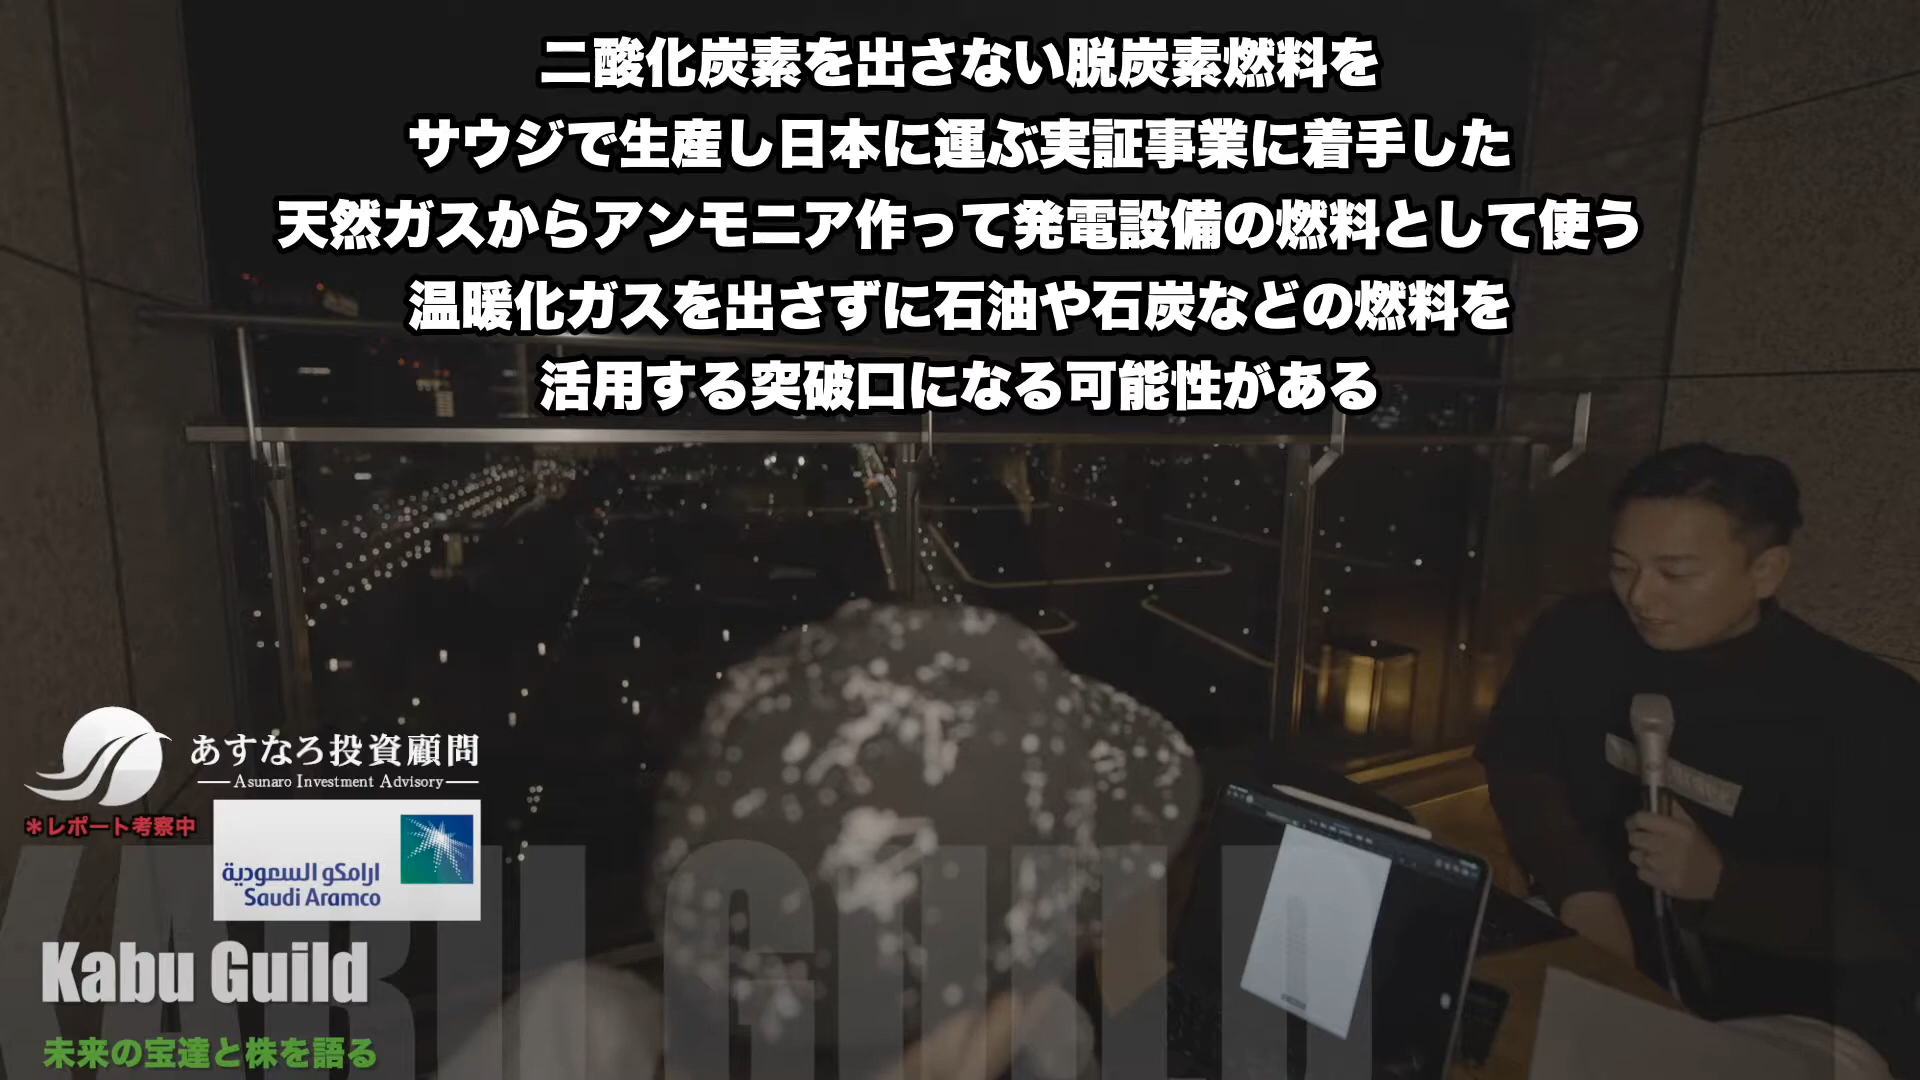 二酸化炭素を出さない脱炭素燃料を
サウジで生産し日本に運ぶ実証事業に着手した
天然ガスからアンモニア作って発電設備の燃料として使う
温暖化ガスを出さずに石油や石炭などの燃料を
活用する突破口になる可能性がある
あすなろ投資顧問
Asunaro Investment Advisory
*レポート考察中
ارامكو السعودية
Saudi Aramco
KABU GUILD
Kabu Guild
未来の宝達と株を語る